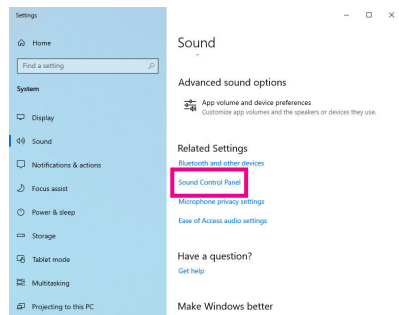 Settings
Home
Find a setting
System
Display
Sound
Notifications & actions
Focus assist
Power & sleep
Storage
Tablet mode
Multitasking
Projecting to this PC
Sound
Advanced sound options
App volume and device preferences
Customize app volumes and the speakers or devices they use.
Related Settings
Bluetooth and other devices
Sound Control Panel
Microphone privacy settings
Ease of Access audio settings
Have a question?
Get help
Make Windows better